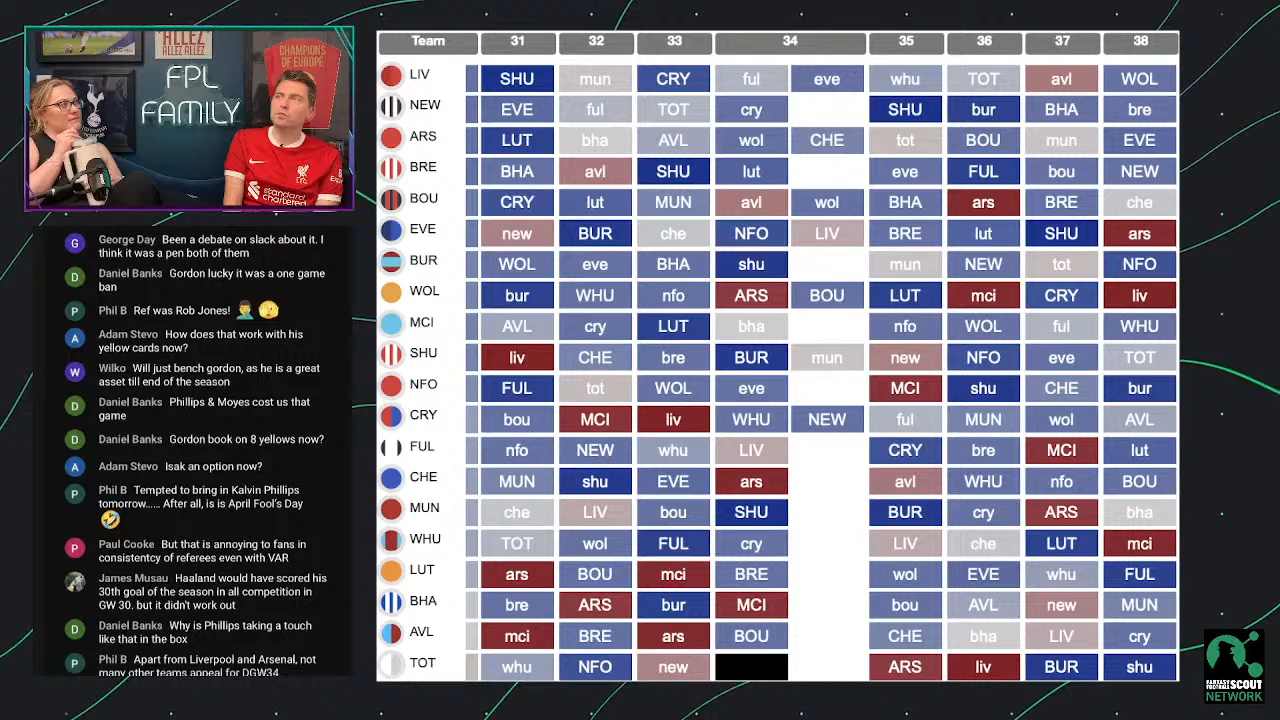 ALLEZ ALLEZ
CHAMPIONS
OF EUROPE
FPL
FAMILY
standard
chartered
George Day Been a debate on slack about it. I
think it was a pen both of them
Daniel Banks Gordon lucky it was a one game
ban
Phil B Ref was Rob Jones! 🤦‍♂️ 🫣
Adam Stevo How does that work with his
yellow cards now?
Wilko Will just bench gordon, as he is a great
asset till end of the season
Daniel Banks Phillips & Moyes cost us that
game
Daniel Banks Gordon book on 8 yellows now?
Adam Stevo Isak an option now?
Phil B Tempted to bring in Kalvin Phillips
tomorrow...... After all, is is April Fool's Day
🤣
Paul Cooke But that is annoying to fans in
consistentcy of referees even with VAR
James Musau Haaland would have scored his
30th goal of the season in all competition in
GW 30. but it didn't work out
Daniel Banks Why is Phillips taking a touch
like that in the box
Phil B Apart from Liverpool and Arsenal, not
many other teams appeal for DGW34
Team 31 32 33 34 35 36 37 38
LIV SHU mun CRY ful eve whu TOT avl WOL
NEW EVE ful TOT cry SHU bur BHA bre
ARS LUT bha AVL wol CHE tot BOU mun EVE
BRE BHA avl SHU lut eve FUL bou NEW
BOU CRY lut MUN avl wol BHA ars BRE che
EVE new BUR che NFO LIV BRE lut SHU ars
BUR WOL eve BHA shu mun NEW tot NFO
WOL bur WHU nfo ARS BOU LUT mci CRY liv
MCI AVL cry LUT bha nfo WOL ful WHU
SHU liv CHE bre BUR mun new NFO eve TOT
NFO FUL tot WOL eve MCI shu CHE bur
CRY bou MCI liv WHU NEW ful MUN wol AVL
FUL nfo NEW whu LIV CRY bre MCI lut
CHE MUN shu EVE ars avl WHU nfo BOU
MUN che LIV bou SHU BUR cry ARS bha
WHU TOT wol FUL cry LIV che LUT mci
LUT ars BOU mci BRE wol EVE whu FUL
BHA bre ARS bur MCI bou AVL new MUN
AVL mci BRE ars BOU CHE bha LIV cry
TOT whu NFO new ARS liv BUR shu
FANTASY
FOOTBALL SCOUT
NETWORK